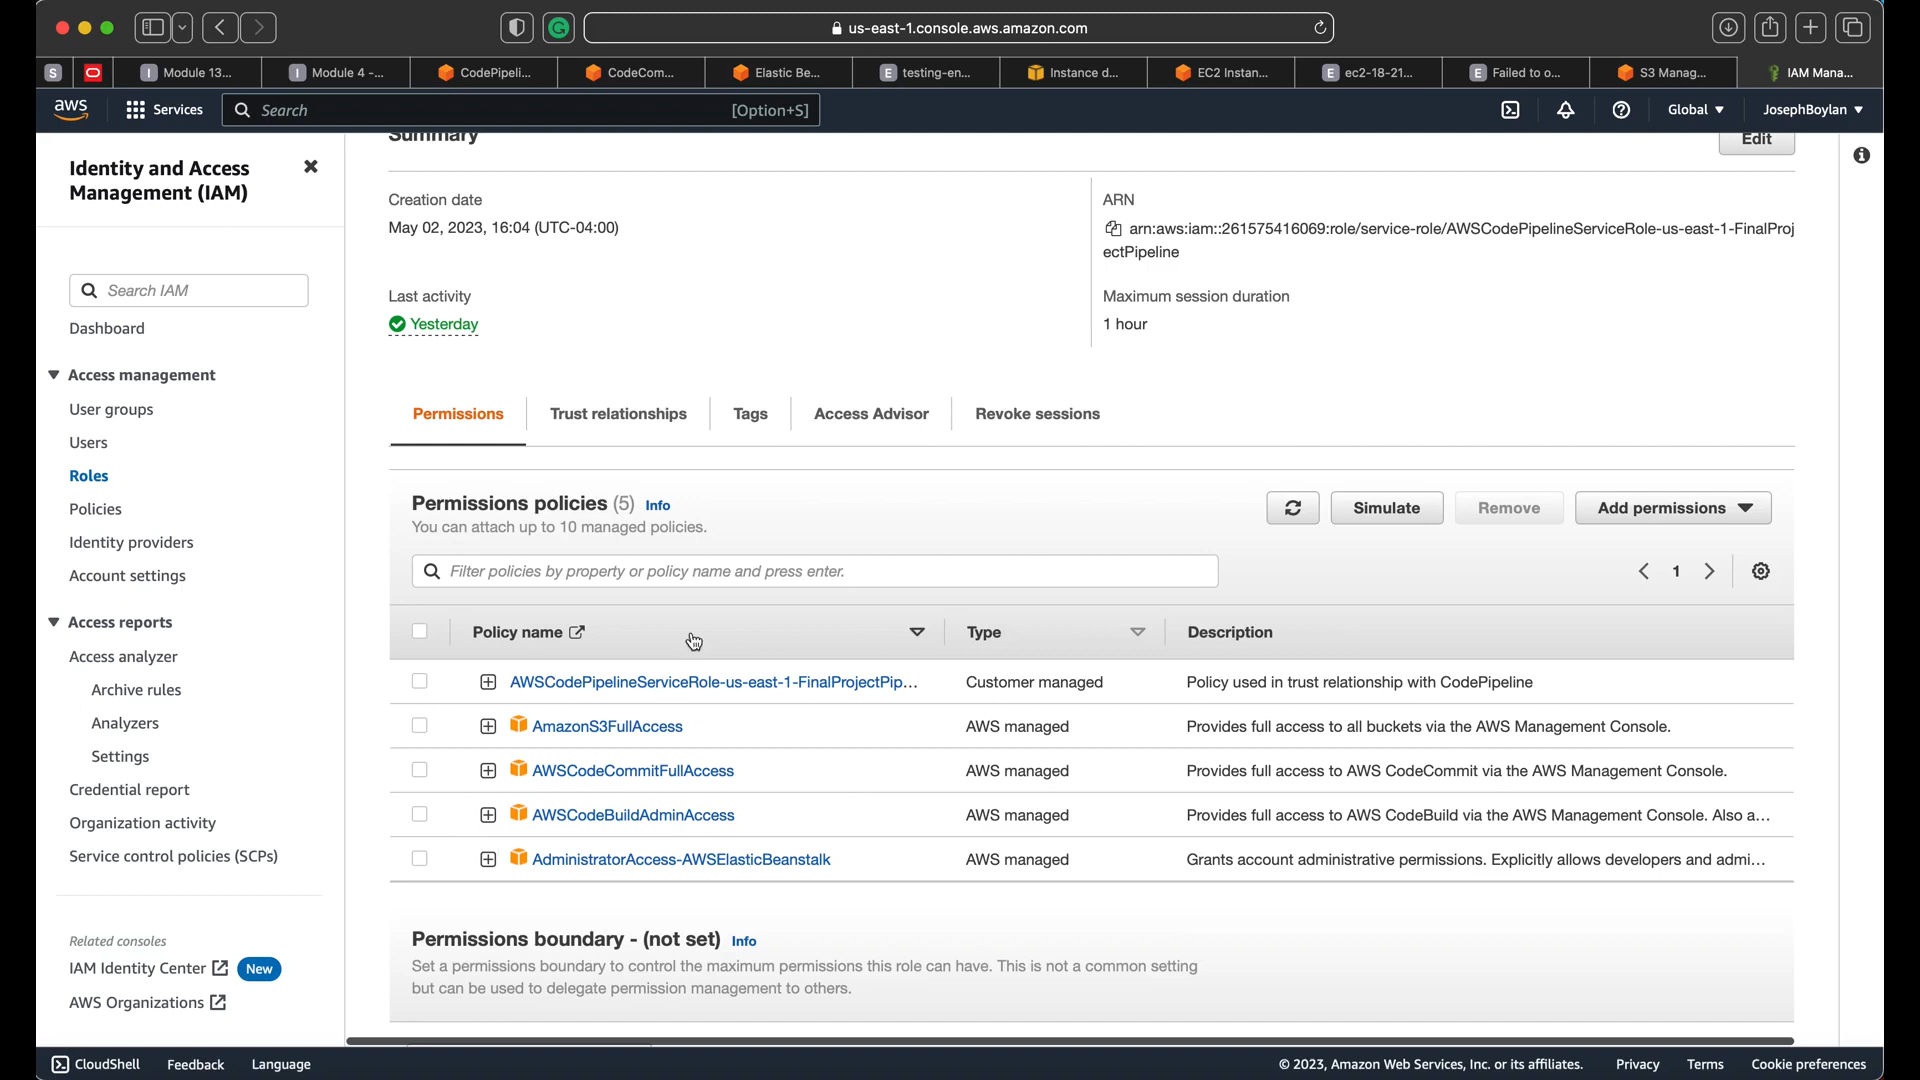 us-east-1.console.aws.amazon.com
S
Module 13...
Module 4 -...
CodePipeli...
CodeCom...
Elastic Be...
E testing-en...
Instance d...
EC2 Instan...
E ec2-18-21...
E Failed to o...
S3 Manag...
IAM Mana...
aws
Services
Search [Option+S]
Global
JosephBoylan
Identity and Access
Management (IAM)
Search IAM
Dashboard
Access management
User groups
Users
Roles
Policies
Identity providers
Account settings
Access reports
Access analyzer
Archive rules
Analyzers
Settings
Credential report
Organization activity
Service control policies (SCPs)
Related consoles
IAM Identity Center New
AWS Organizations
Summary
Edit
Creation date
May 02, 2023, 16:04 (UTC-04:00)
ARN
arn:aws:iam::261575416069:role/service-role/AWSCodePipelineServiceRole-us-east-1-FinalProj
ectPipeline
Last activity
Yesterday
Maximum session duration
1 hour
Permissions
Trust relationships
Tags
Access Advisor
Revoke sessions
Permissions policies (5) Info
You can attach up to 10 managed policies.
Simulate
Remove
Add permissions
Filter policies by property or policy name and press enter.
1
Policy name Type Description
AWSCodePipelineServiceRole-us-east-1-FinalProjectPip... Customer managed Policy used in trust relationship with CodePipeline
AmazonS3FullAccess AWS managed Provides full access to all buckets via the AWS Management Console.
AWSCodeCommitFullAccess AWS managed Provides full access to AWS CodeCommit via the AWS Management Console.
AWSCodeBuildAdminAccess AWS managed Provides full access to AWS CodeBuild via the AWS Management Console. Also a...
AdministratorAccess-AWSElasticBeanstalk AWS managed Grants account administrative permissions. Explicitly allows developers and admi...
Permissions boundary - (not set) Info
Set a permissions boundary to control the maximum permissions this role can have. This is not a common setting
but can be used to delegate permission management to others.
CloudShell
Feedback
Language
© 2023, Amazon Web Services, Inc. or its affiliates.
Privacy
Terms
Cookie preferences